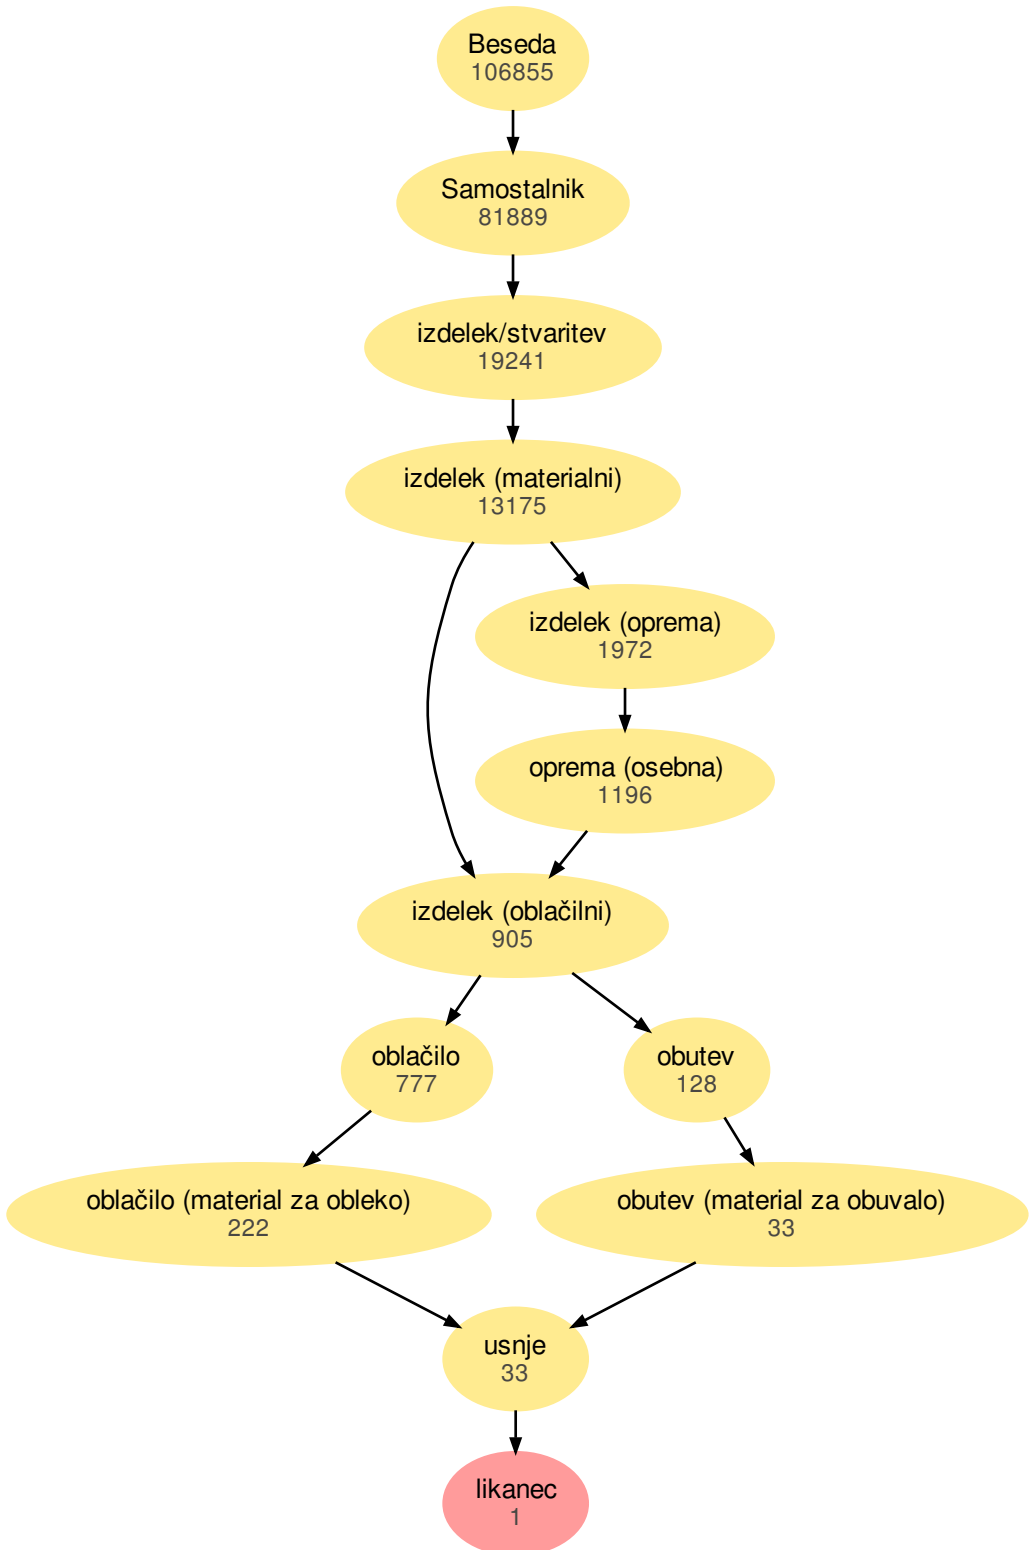 Beseda
106855
Samostalnik
81889
izdelek/stvaritev
19241
izdelek (materialni)
13175
izdelek (oprema)
1972
oprema (osebna)
1196
izdelek (oblačilni)
905
oblačilo
777
obutev
128
oblačilo (material za obleko)
222
obutev (material za obuvalo)
33
usnje
33
likanec
1